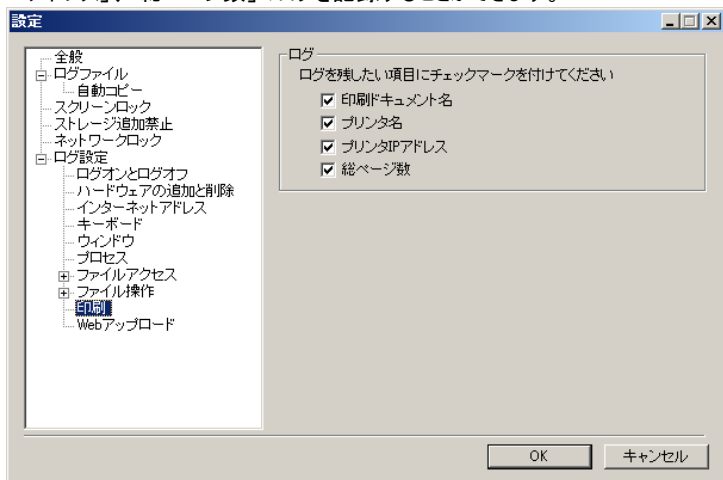 設定
全般
ログファイル
自動コピー
スクリーンロック
ストレージ追加禁止
ネットワークロック
ログ設定
ログオンとログオフ
ハードウェアの追加と削除
インターネットアドレス
キーボード
ウィンドウ
プロセス
ファイルアクセス
ファイル操作
印刷
Webアップロード
ログ
ログを残したい項目にチェックマークを付けてください
印刷ドキュメント名
プリンタ名
プリンタIPアドレス
総ページ数
OK
キャンセル